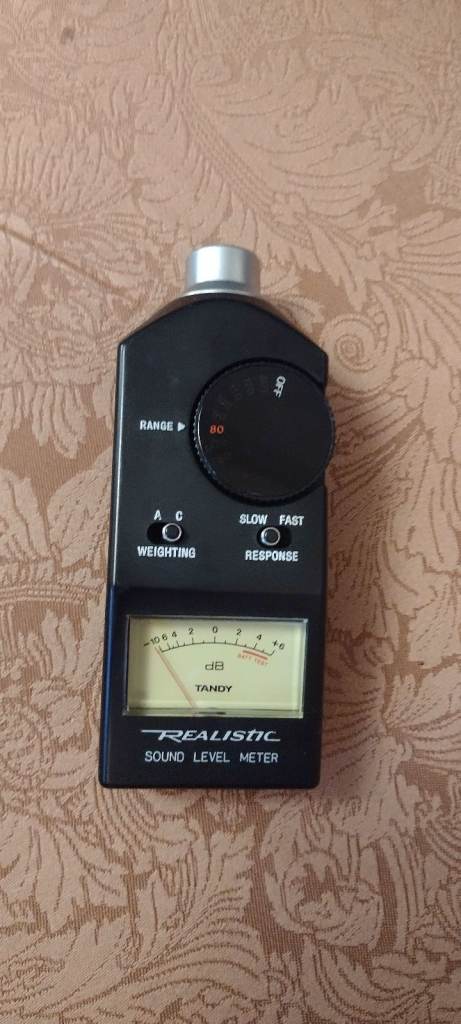 OFF
RANGE ▶ 80
A C
WEIGHTING
SLOW FAST
RESPONSE
-10 6 4 2 0 2 4 +6
BATT TEST
dB
TANDY
REALISTIC
SOUND LEVEL METER